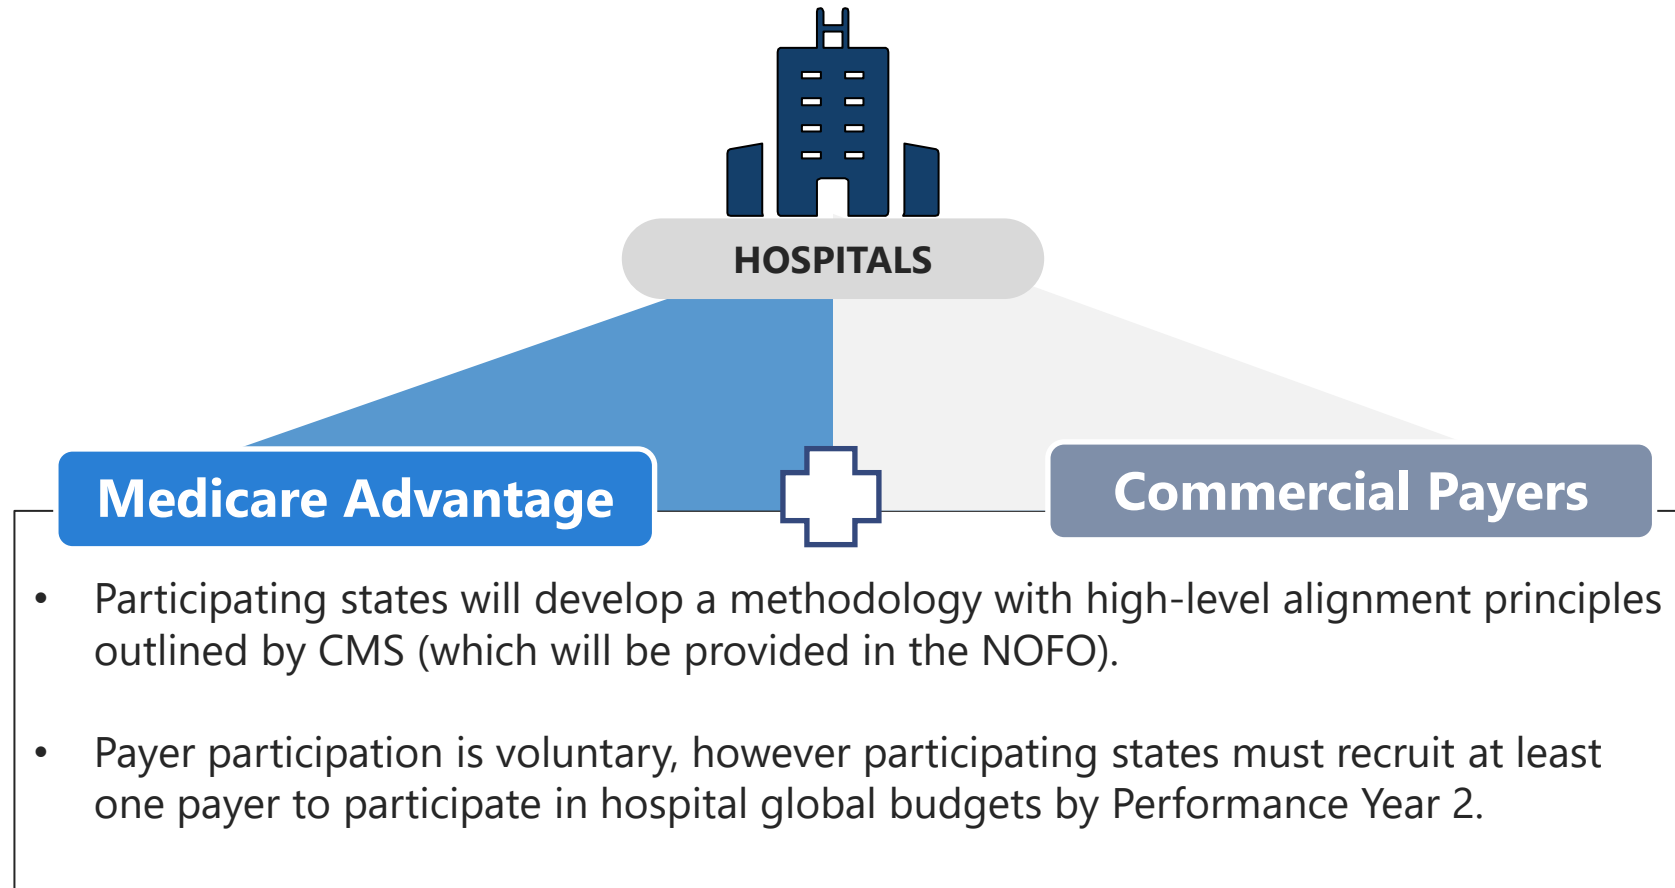 HOSPITALS
Medicare Advantage
Commercial Payers
• Participating states will develop a methodology with high-level alignment principles
outlined by CMS (which will be provided in the NOFO).
• Payer participation is voluntary, however participating states must recruit at least
one payer to participate in hospital global budgets by Performance Year 2.